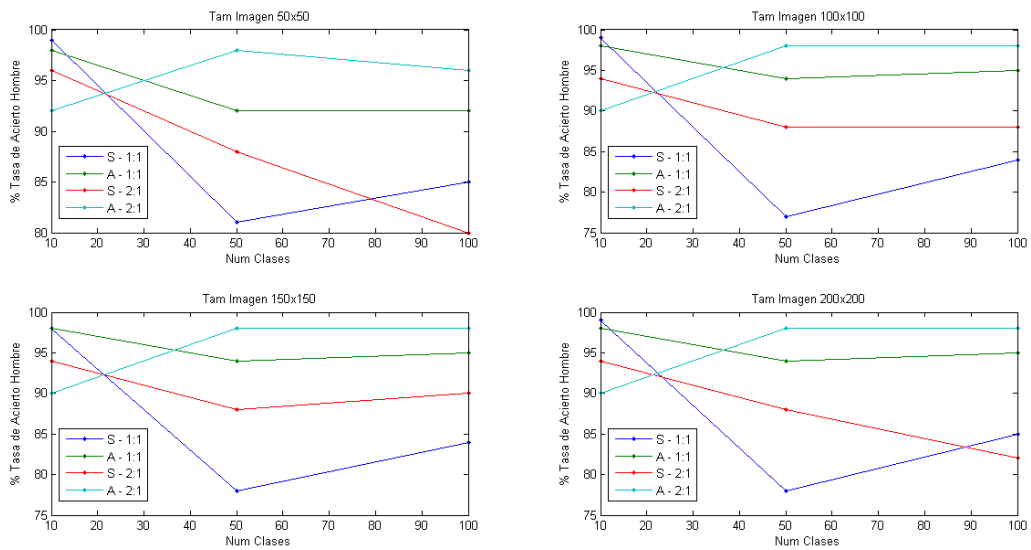 Tam Imagen 50x50
% Tasa de Acierto Hombre
100
95
90
85
80
S - 1:1
A - 1:1
S - 2:1
A - 2:1
10 20 30 40 50 60 70 80 90 100
Num Clases
Tam Imagen 100x100
% Tasa de Acierto Hombre
100
95
90
85
80
75
S - 1:1
A - 1:1
S - 2:1
A - 2:1
10 20 30 40 50 60 70 80 90 100
Num Clases
Tam Imagen 150x150
% Tasa de Acierto Hombre
100
95
90
85
80
75
S - 1:1
A - 1:1
S - 2:1
A - 2:1
10 20 30 40 50 60 70 80 90 100
Num Clases
Tam Imagen 200x200
% Tasa de Acierto Hombre
100
95
90
85
80
75
S - 1:1
A - 1:1
S - 2:1
A - 2:1
10 20 30 40 50 60 70 80 90 100
Num Clases